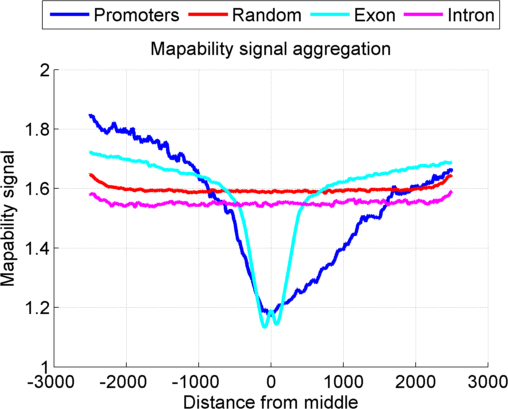 Promoters Random Exon Intron
Mapability signal aggregation
2
1.8
1.6
1.4
1.2
1
Mapability signal
-3000 -2000 -1000 0 1000 2000 3000
Distance from middle